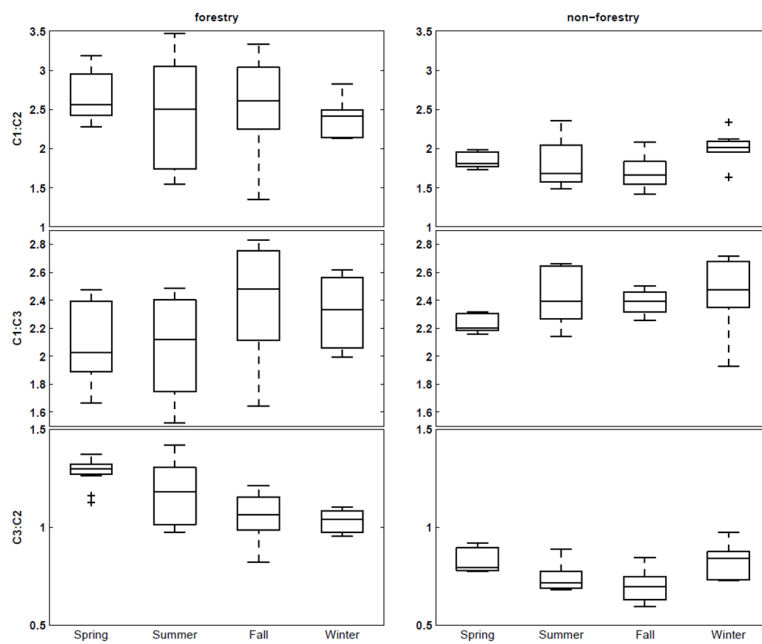 forestry non-forestry
3.5 3.5
3 3
C1:C2 2.5 2.5
2 2
1.5 1.5
1 1
2.8 2.8
2.6 2.6
2.4 2.4
C1:C3 2.2 2.2
2 2
1.8 1.8
1.6 1.6
1.5 1.5
C3:C2 1 1
0.5 0.5
Spring Summer Fall Winter Spring Summer Fall Winter